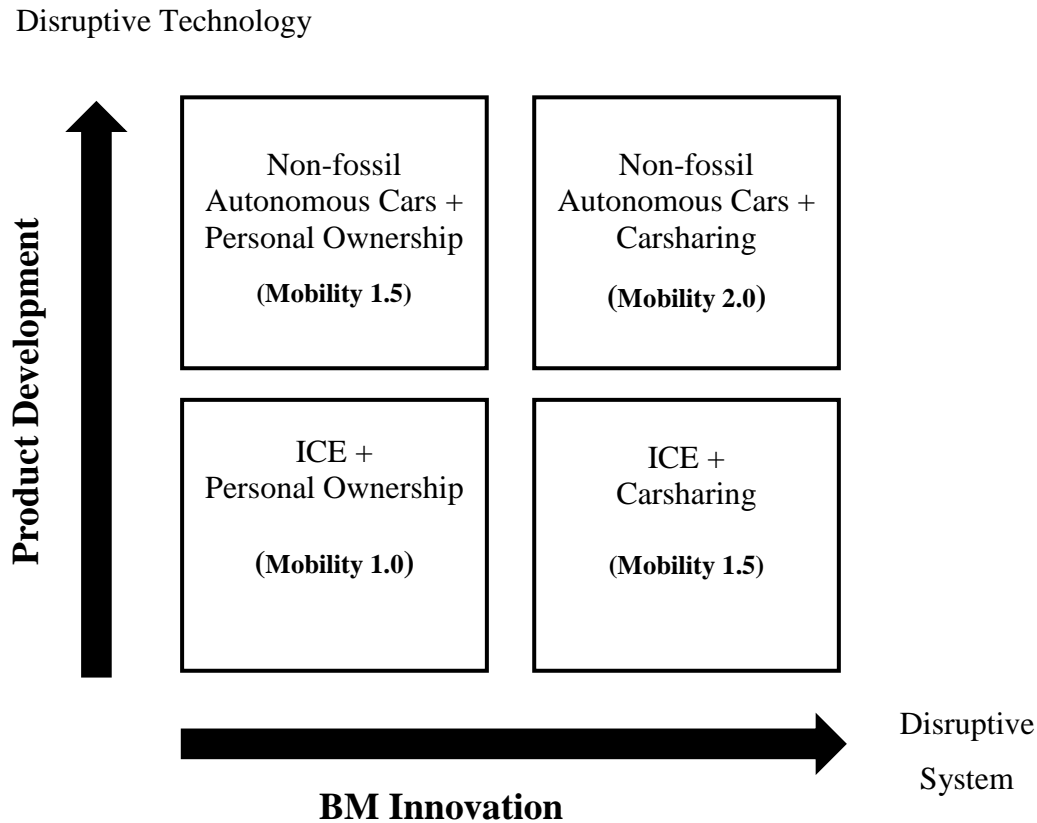 Disruptive Technology
Product Development
Non-fossil
Autonomous Cars +
Personal Ownership
(Mobility 1.5)
Non-fossil
Autonomous Cars +
Carsharing
(Mobility 2.0)
ICE +
Personal Ownership
(Mobility 1.0)
ICE +
Carsharing
(Mobility 1.5)
Disruptive
System
BM Innovation